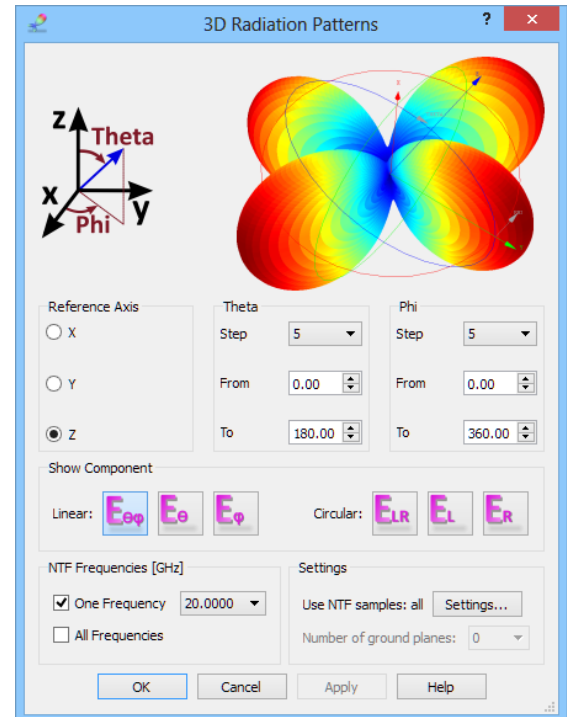 3D Radiation Patterns
?
Z
Theta
X
Phi
y
Reference Axis
X
Y
Z
Theta
Step 5
From 0.00
To 180.00
Phi
Step 5
From 0.00
To 360.00
Show Component
Linear: Eθφ Eθ Eφ Circular: ELR EL ER
NTF Frequencies [GHz]
One Frequency 20.0000
All Frequencies
Settings
Use NTF samples: all Settings...
Number of ground planes: 0
OK Cancel Apply Help